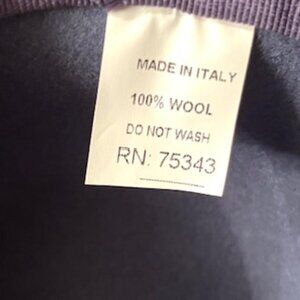 MADE IN ITALY
100% WOOL
DO NOT WASH
RN: 75343